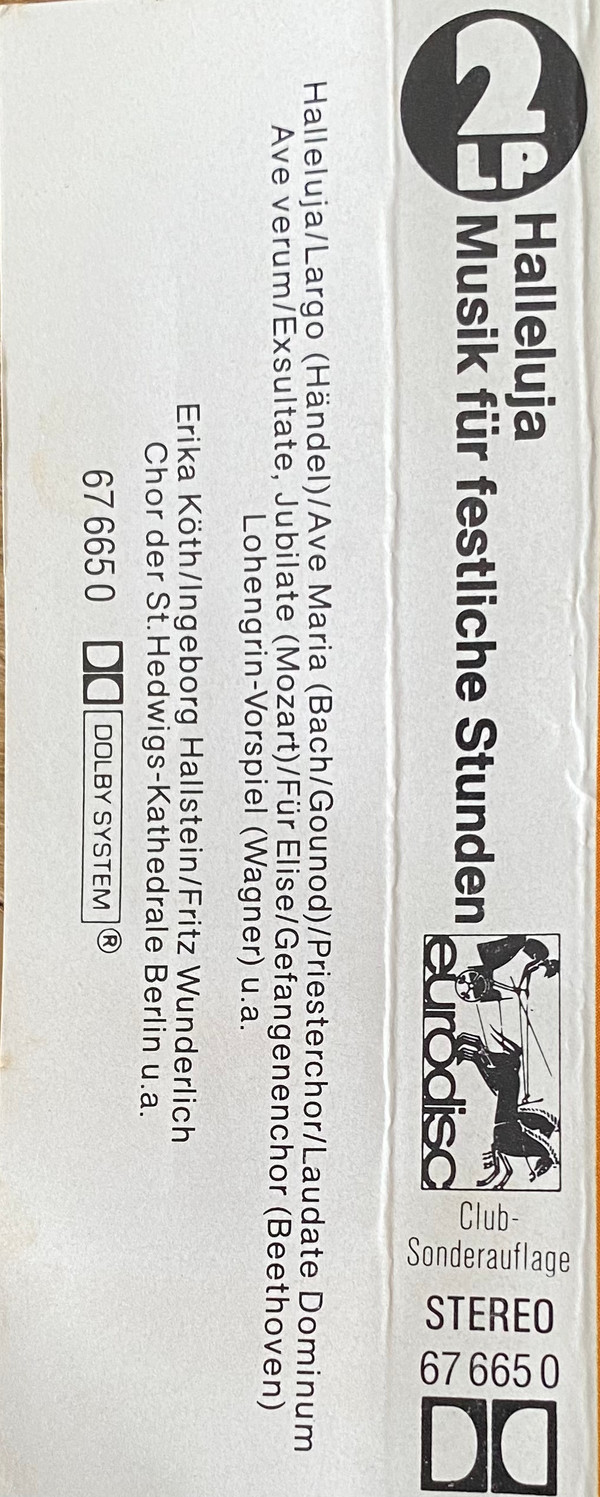 2
LP
Halleluja
Musik für festliche Stunden
eurodisc
Club-
Sonderauflage
STEREO
67 665 0
Halleluja/Largo (Händel)/Ave Maria (Bach/Gounod)/Priesterchor/Laudate Dominum
Ave verum/Exsultate, Jubilate (Mozart)/Für Elise/Gefangenenchor (Beethoven)
Lohengrin-Vorspiel (Wagner) u.a.
Erika Köth/Ingeborg Hallstein/Fritz Wunderlich
Chor der St. Hedwigs-Kathedrale Berlin u.a.
67 665 0 DOLBY SYSTEM ®